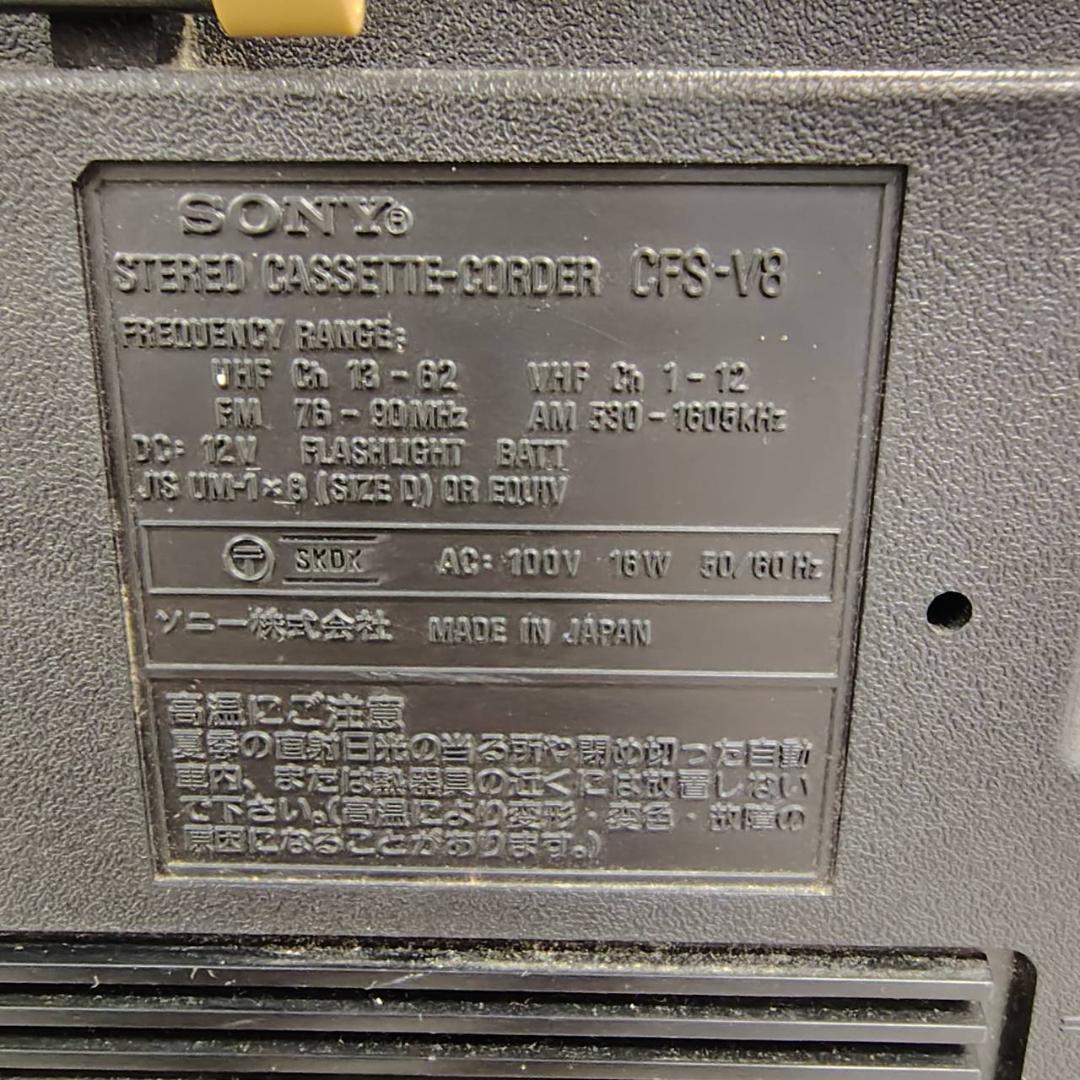 SONY®
STEREO CASSETTE-CORDER CFS-V8
FREQUENCY RANGE:
UHF Ch 13-62 VHF Ch 1-12
FM 76-90MHz AM 530-1605kHz
DC: 12V FLASHLIGHT BATT
JIS UM-1×8 (SIZE D) OR EQUIV
〒 SKDK AC: 100V 16W 50/60Hz
ソニー株式会社 MADE IN JAPAN
高温にご注意
真夏の直射日光の当る所や閉め切った自動
車内、または熱器具の近くには放置しない
で下さい。(高温により変形・変色・故障の
原因になることがあります。)